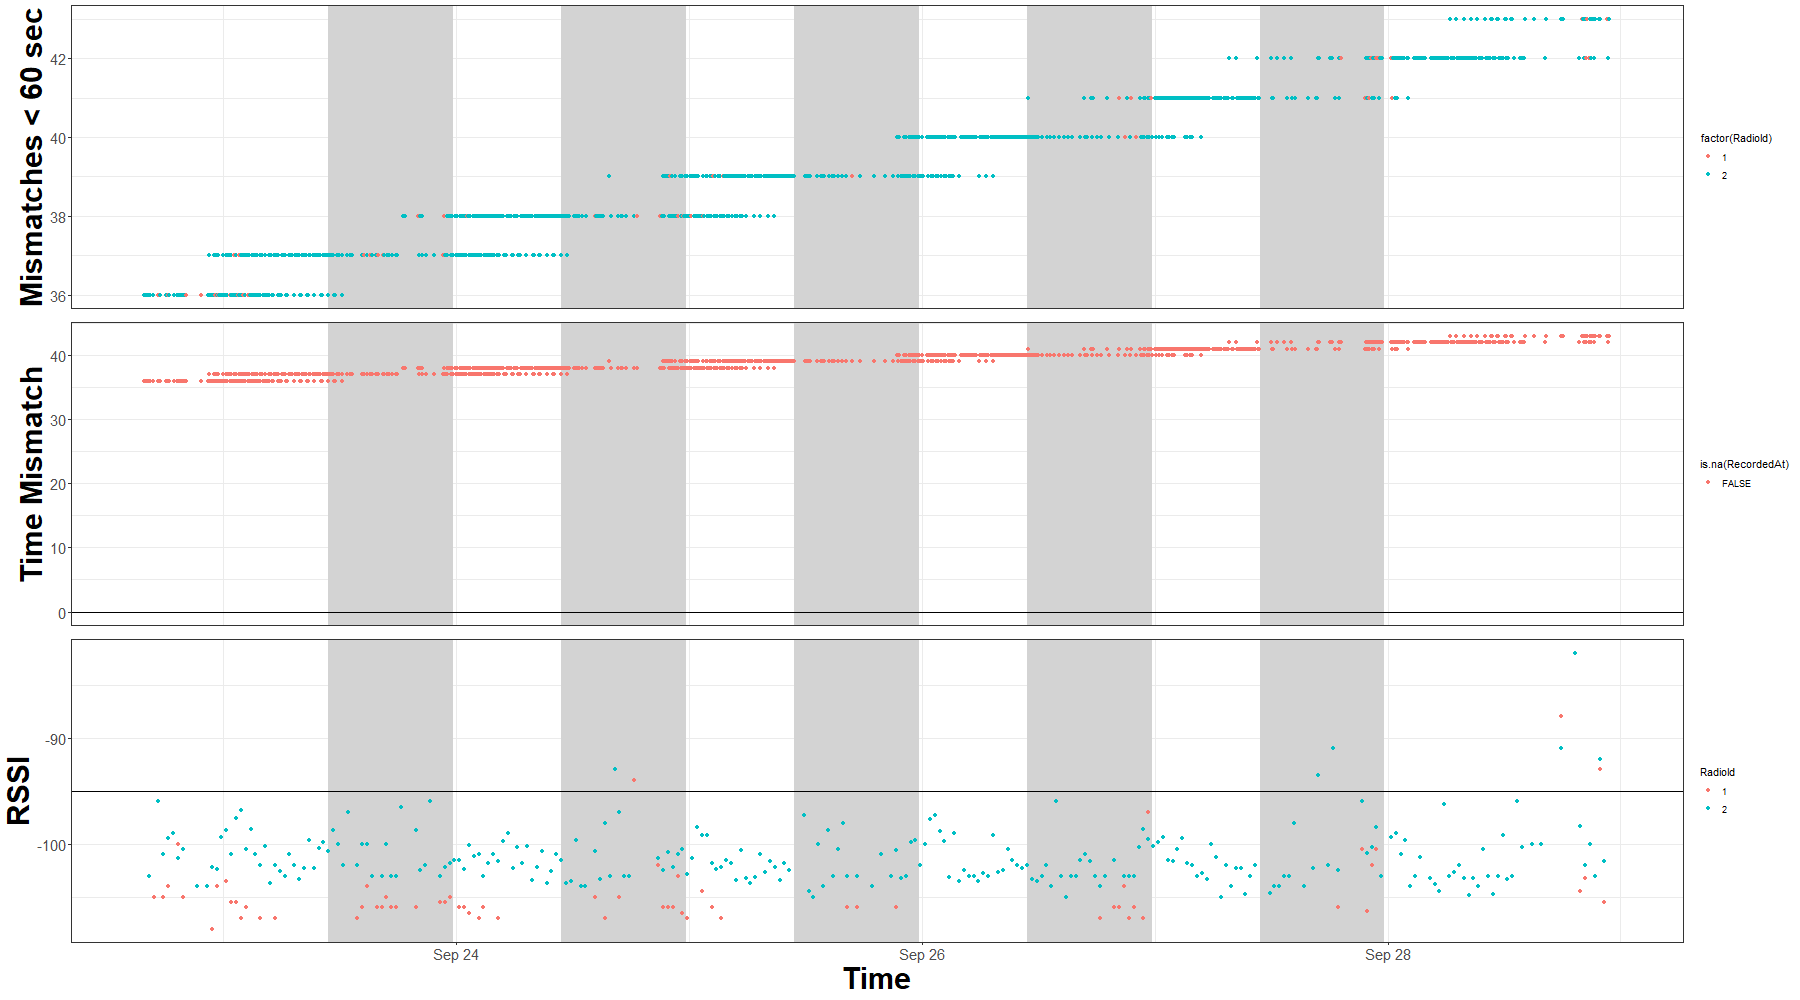 Mismatches < 60 sec
42
40
38
36
factor(RadioId)
1
2
Time Mismatch
40
30
20
10
0
is.na(RecordedAt)
FALSE
RSSI
-90
-100
RadioId
1
2
Sep 24
Sep 26
Sep 28
Time